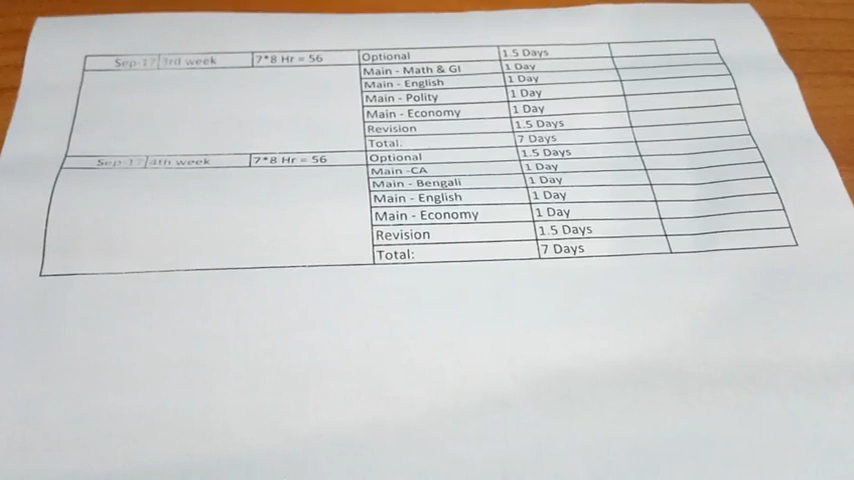 Sep-17 3rd week 7*8 Hr = 56 Optional 1.5 Days
Main - Math & GI 1 Day
Main - English 1 Day
Main - Polity 1 Day
Main - Economy 1 Day
Revision 1.5 Days
Total: 7 Days
Sep-17 4th week 7*8 Hr = 56 Optional 1.5 Days
Main -CA 1 Day
Main - Bengali 1 Day
Main - English 1 Day
Main - Economy 1 Day
Revision 1.5 Days
Total: 7 Days